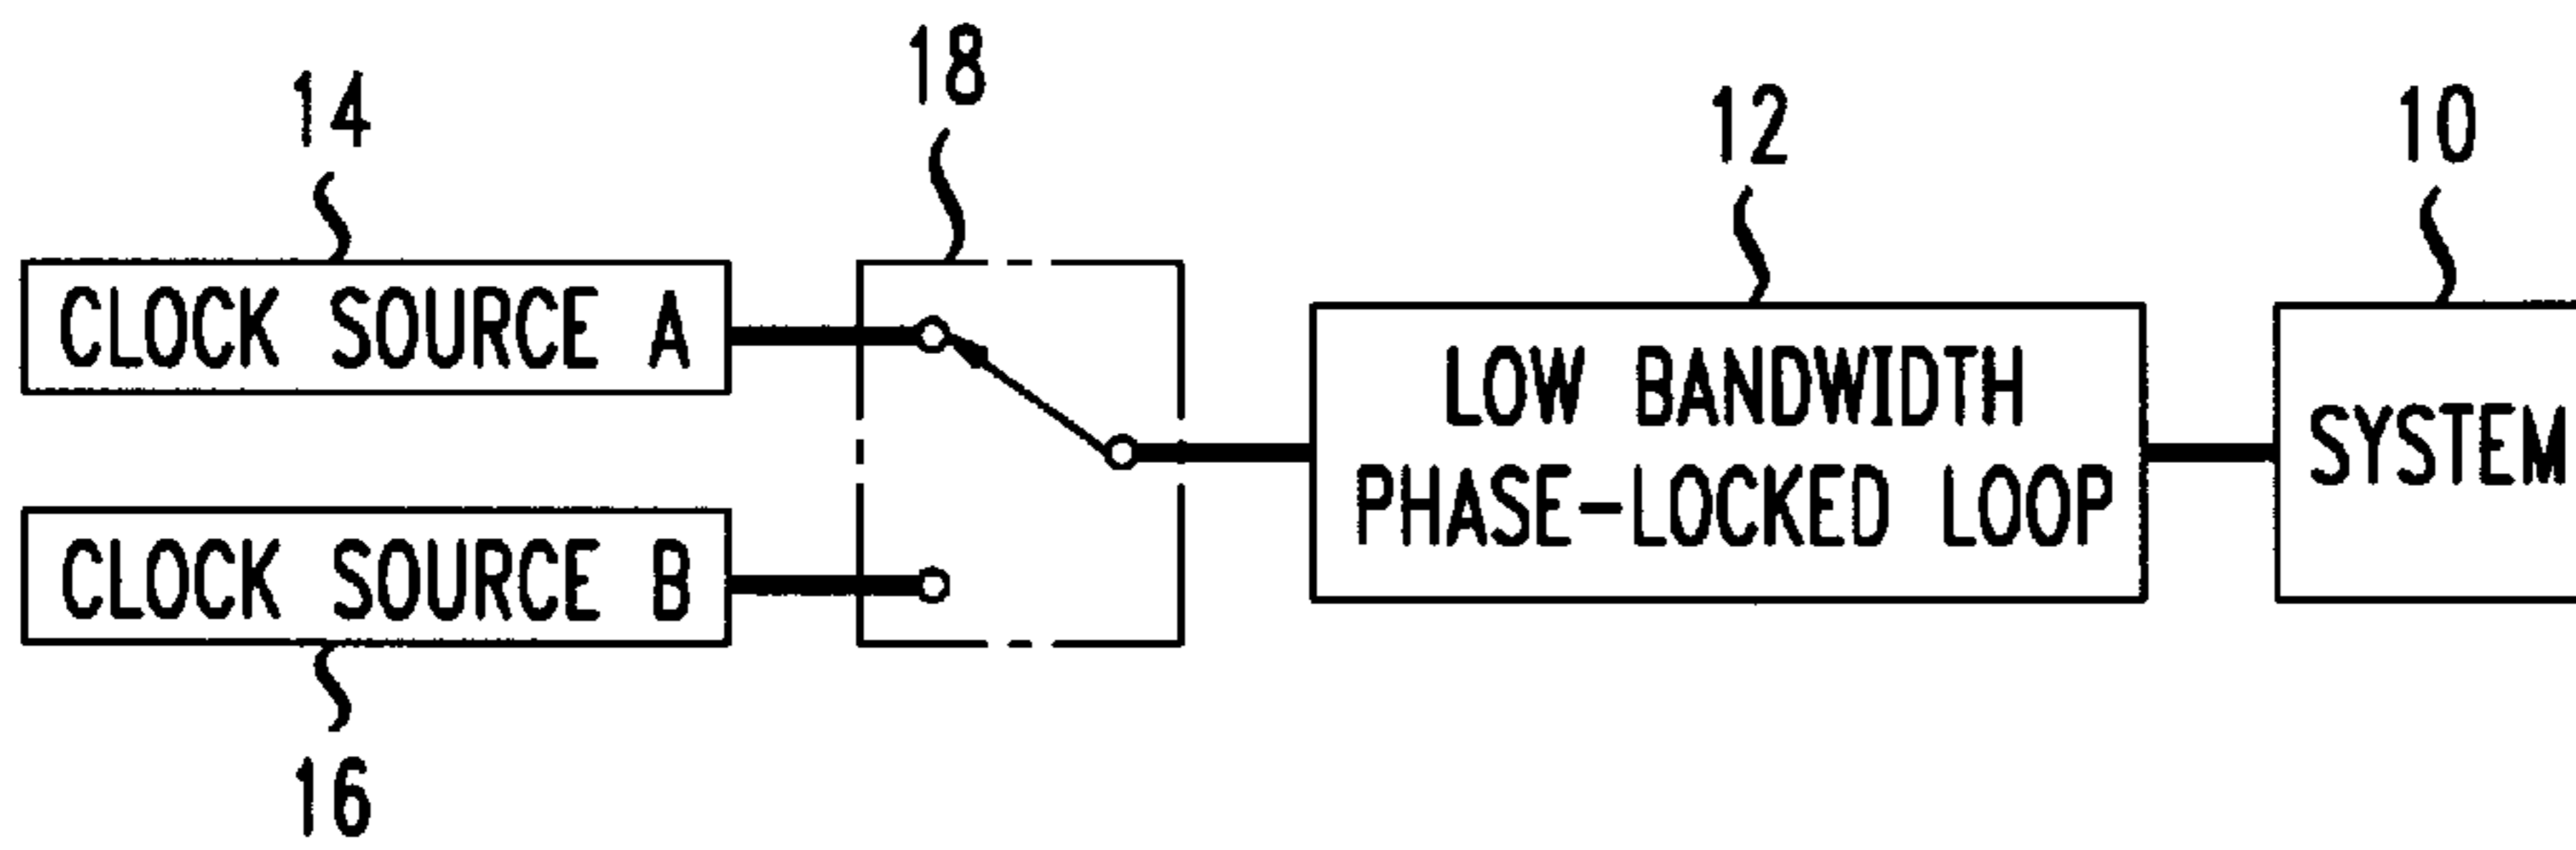 14
18
12
10
CLOCK SOURCE A
LOW BANDWIDTH
PHASE-LOCKED LOOP
SYSTEM
CLOCK SOURCE B
16